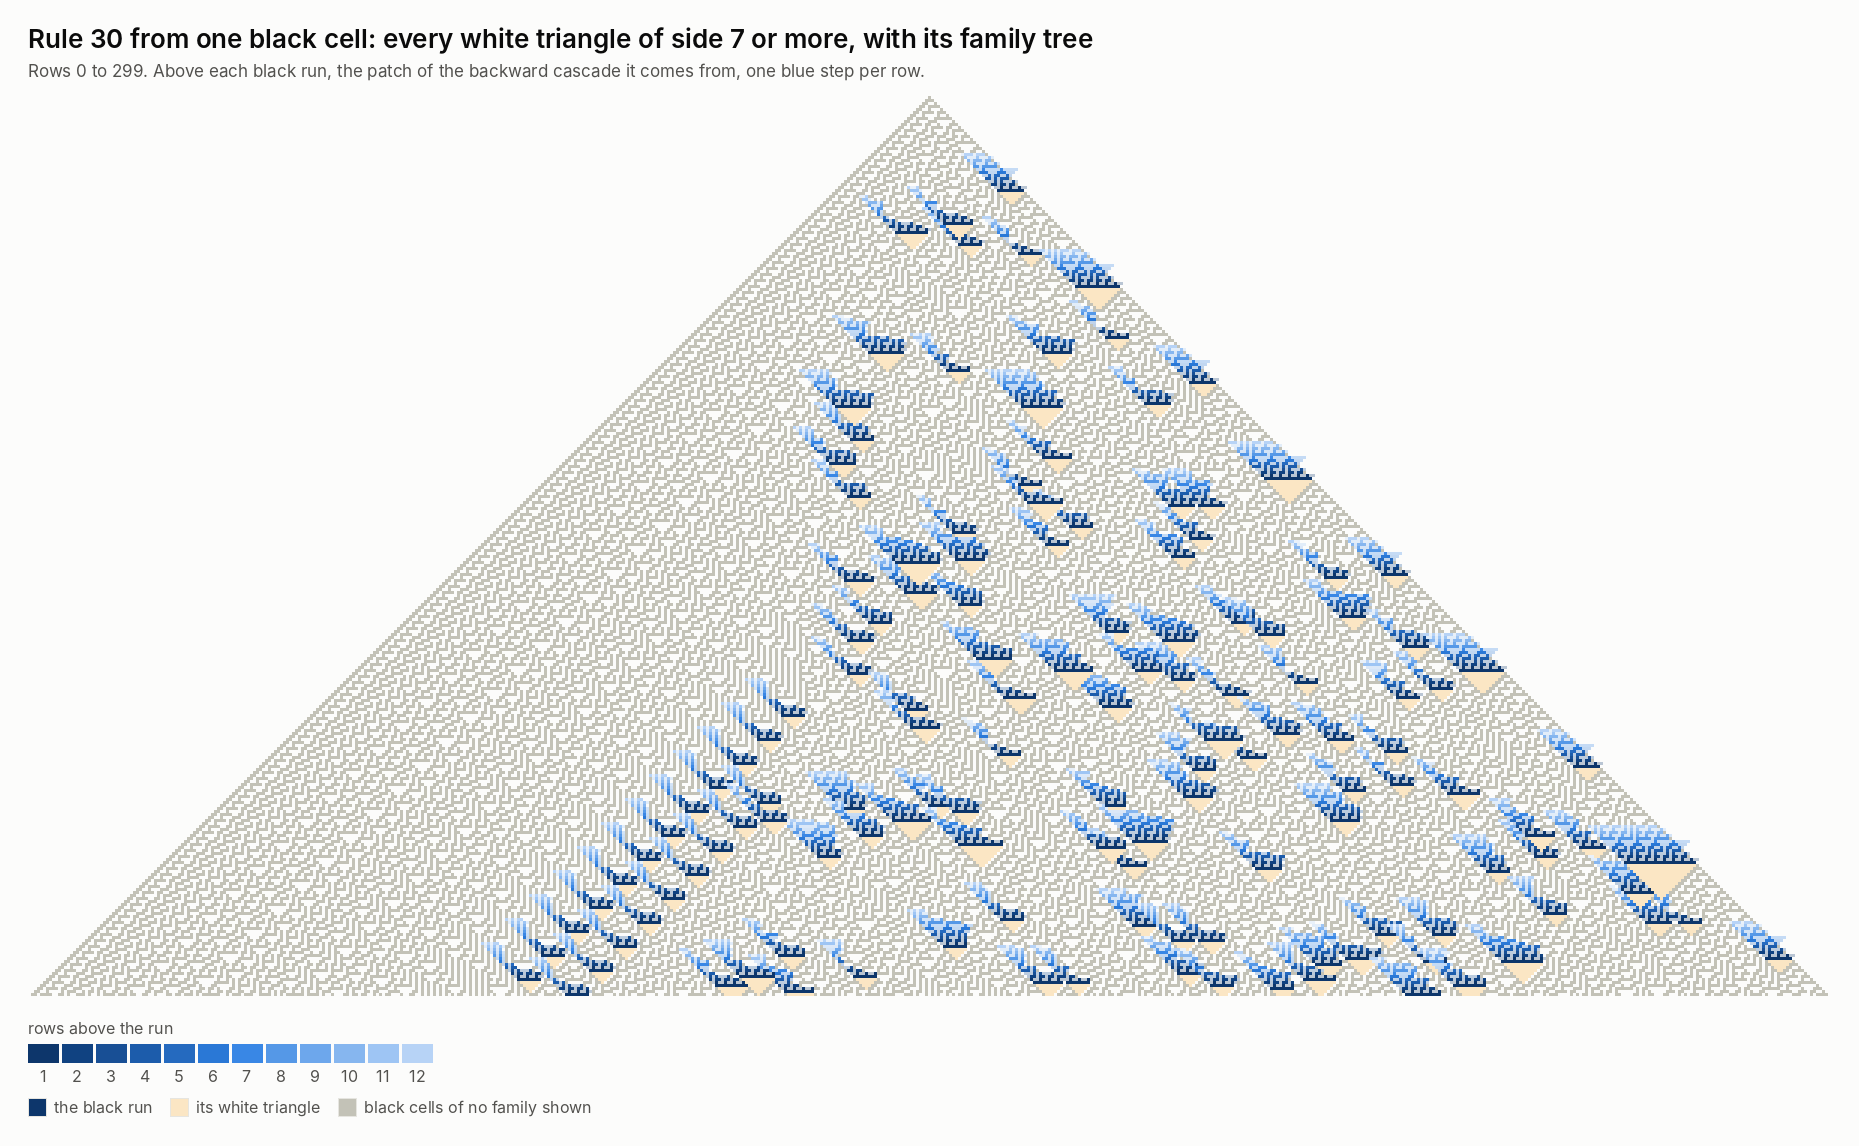 Rule 30 from one black cell: every white triangle of side 7 or more, with its family tree
Rows 0 to 299. Above each black run, the patch of the backward cascade it comes from, one blue step per row.
rows above the run
1 2 3 4 5 6 7 8 9 10 11 12
the black run its white triangle black cells of no family shown